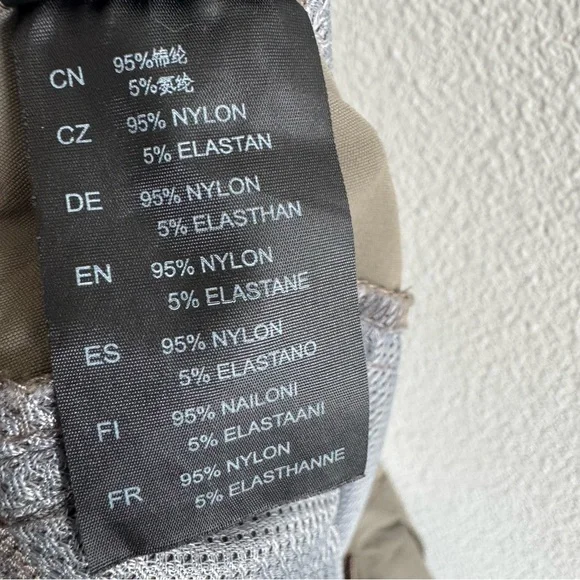 CN 95%锦纶
5%氨纶
CZ 95% NYLON
5% ELASTAN
DE 95% NYLON
5% ELASTHAN
EN 95% NYLON
5% ELASTANE
ES 95% NYLON
5% ELASTANO
FI 95% NAILONI
5% ELASTAANI
FR 95% NYLON
5% ELASTHANNE